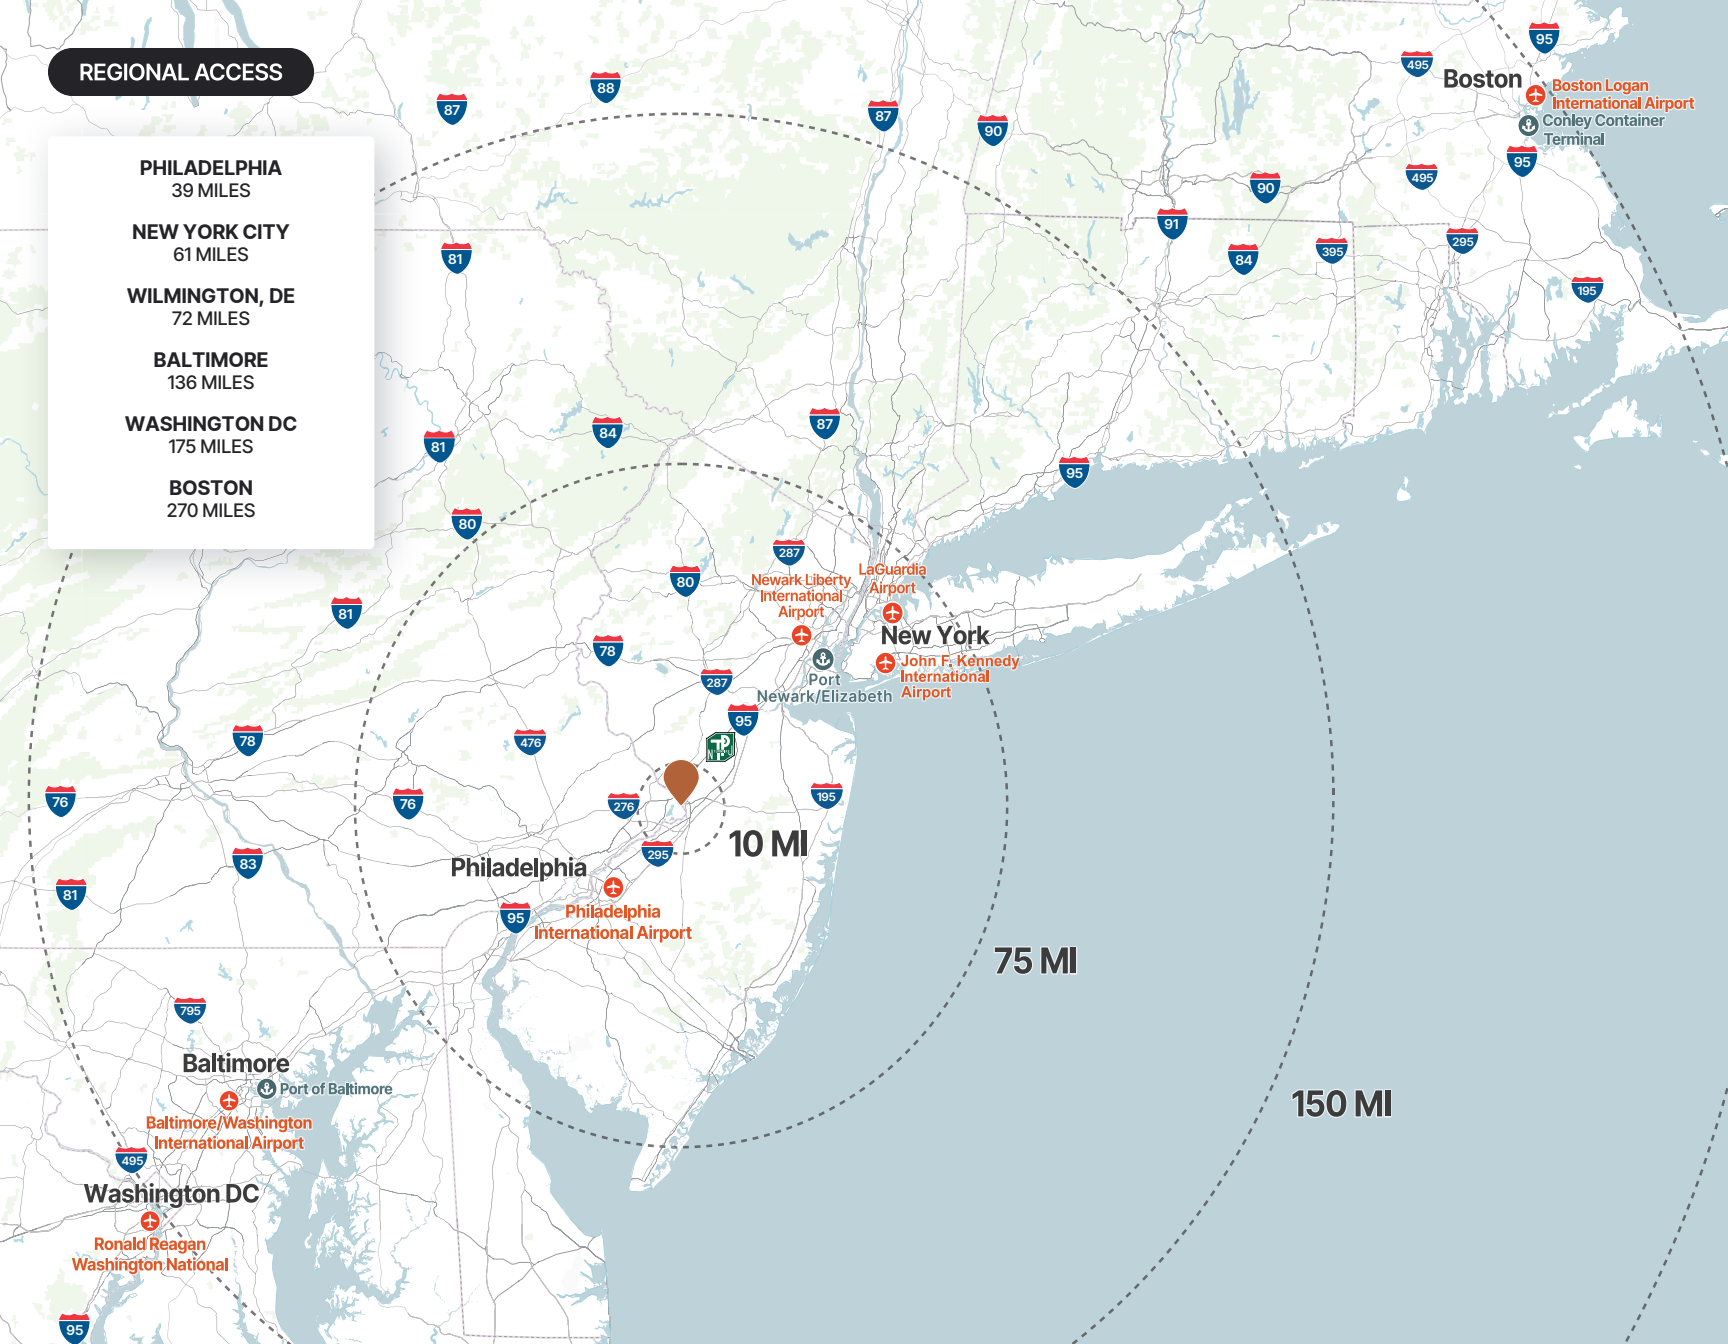 REGIONAL ACCESS
PHILADELPHIA
39 MILES
NEW YORK CITY
61 MILES
WILMINGTON, DE
72 MILES
BALTIMORE
136 MILES
WASHINGTON DC
175 MILES
BOSTON
270 MILES
95
495
Boston
Boston Logan
International Airport
Conley Container
Terminal
88
87
87
90
95
495
90
91
295
84
395
81
195
87
84
81
95
80
287
80
Newark Liberty
International
Airport
LaGuardia
Airport
81
New York
78
John F. Kennedy
International
Airport
Port
Newark/Elizabeth
287
95
78
476
TP
76
76
276
195
10 MI
295
83
Philadelphia
81
Philadelphia
International Airport
95
75 MI
795
Baltimore
Port of Baltimore
Baltimore/Washington
International Airport
150 MI
495
Washington DC
Ronald Reagan
Washington National
95